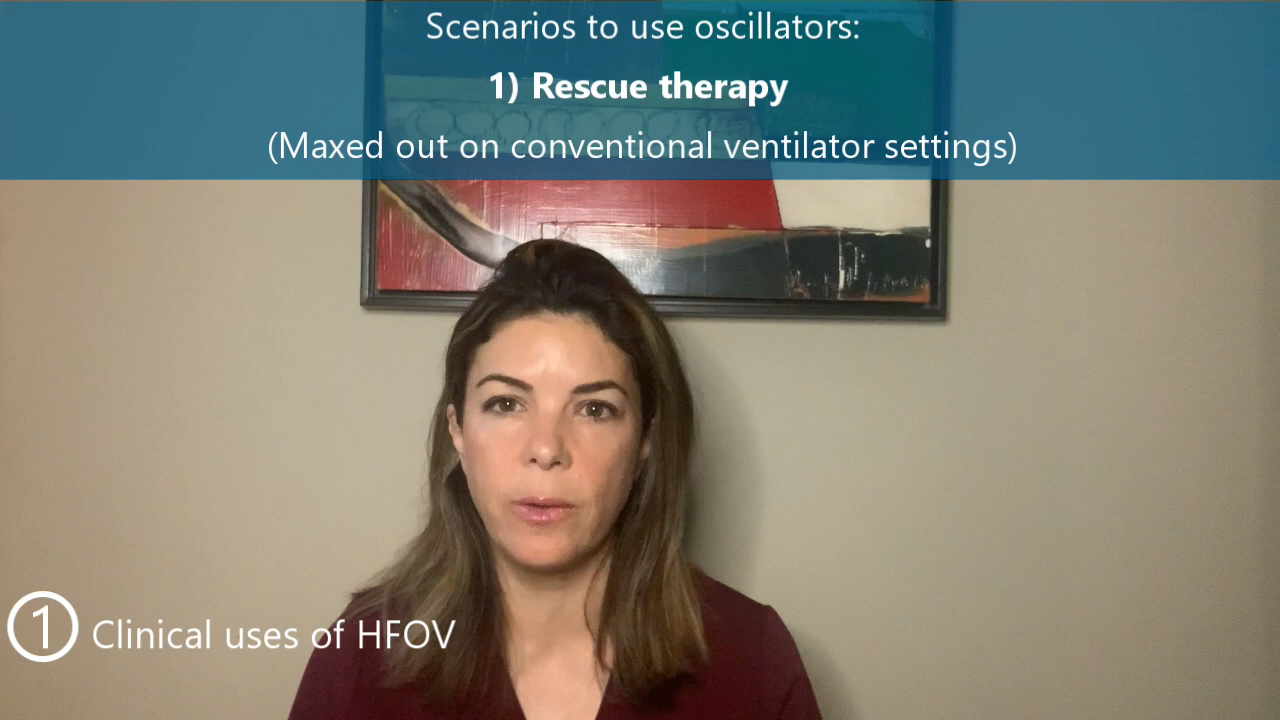 Scenarios to use oscillators:
1) Rescue therapy
(Maxed out on conventional ventilator settings)
1 Clinical uses of HFOV